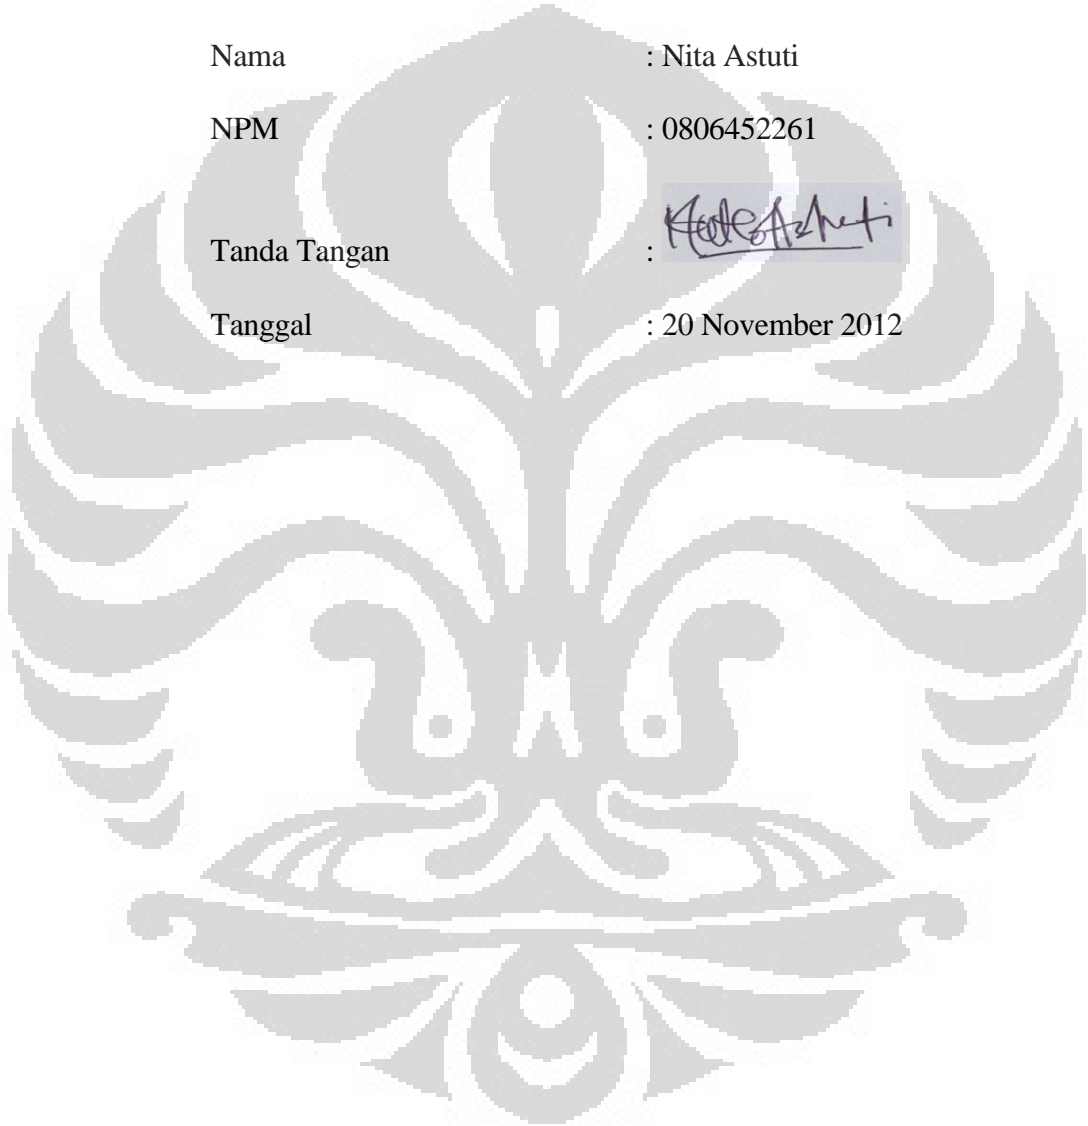 Nama : Nita Astuti
NPM : 0806452261
Tanda Tangan :
Tanggal : 20 November 2012